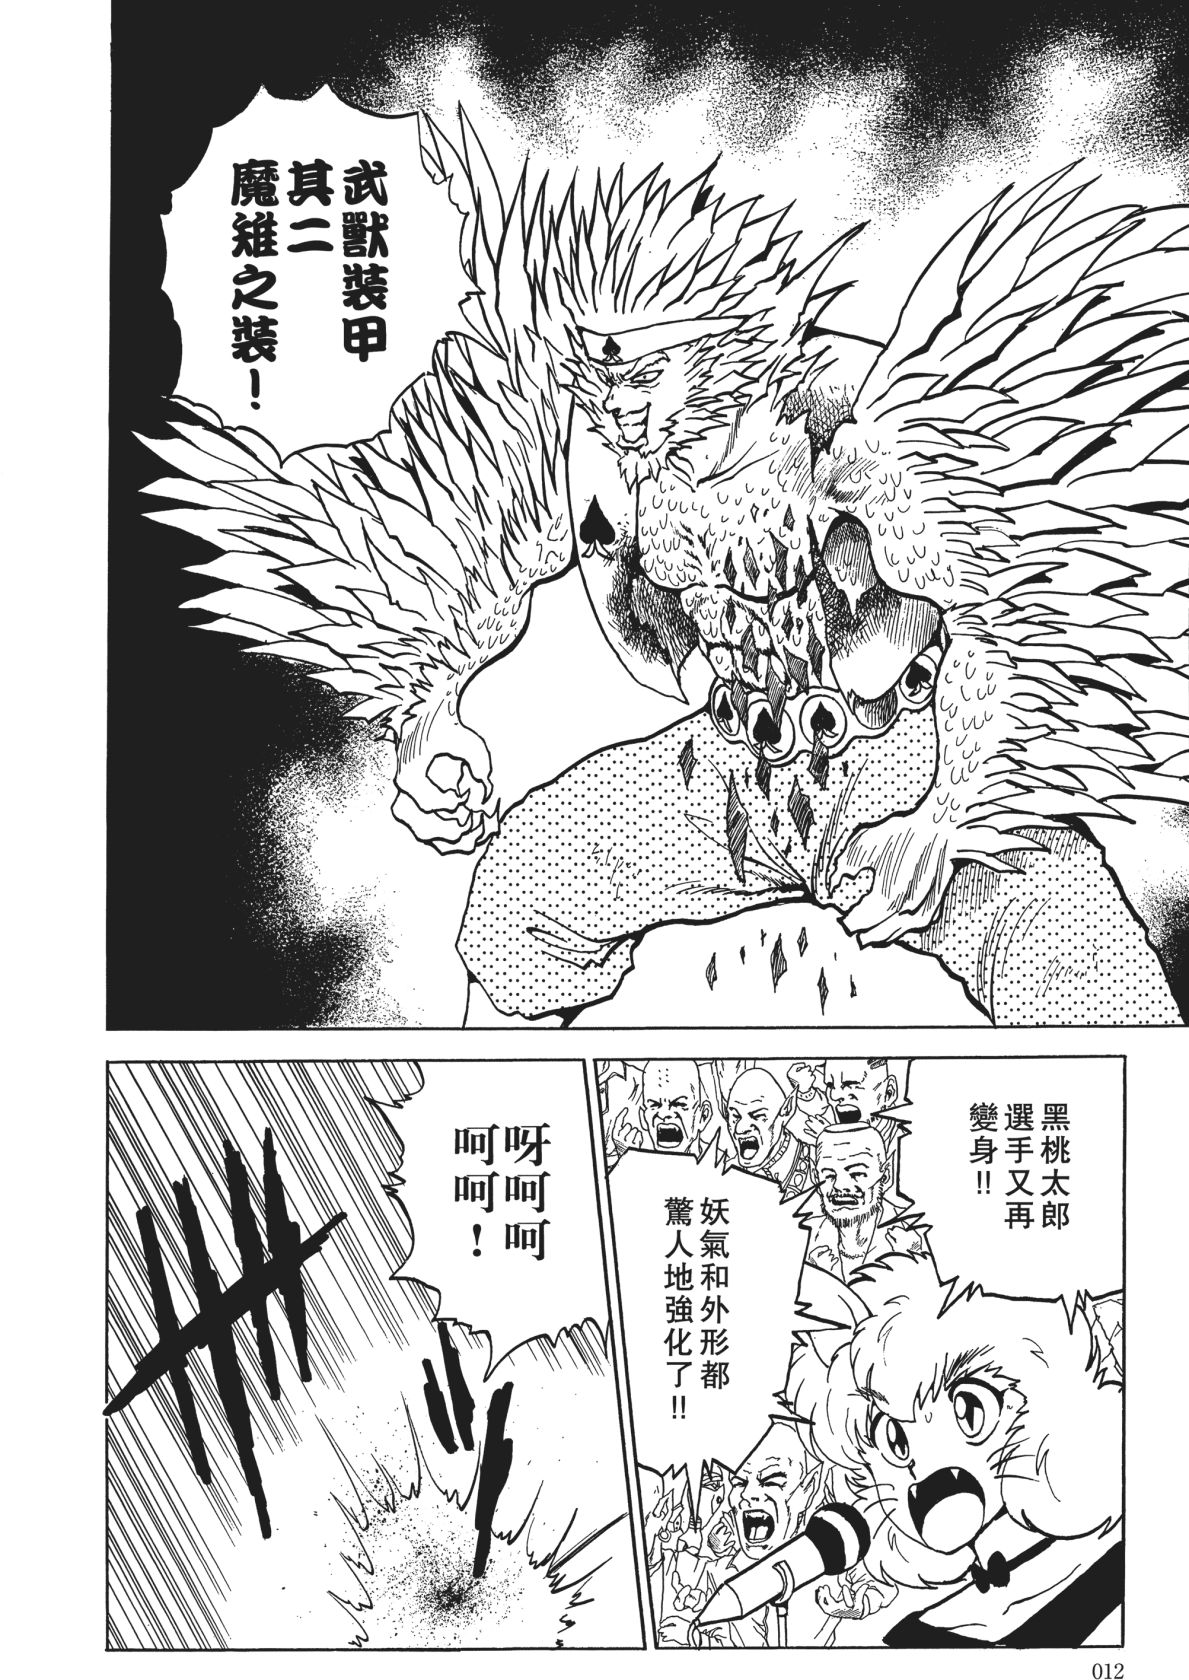 武獸裝甲
其二
魔雉之裝！
黑桃太郎
選手又再
變身!!
妖氣和外形都
驚人地強化了!!
呀呵呵
呵呵！
012